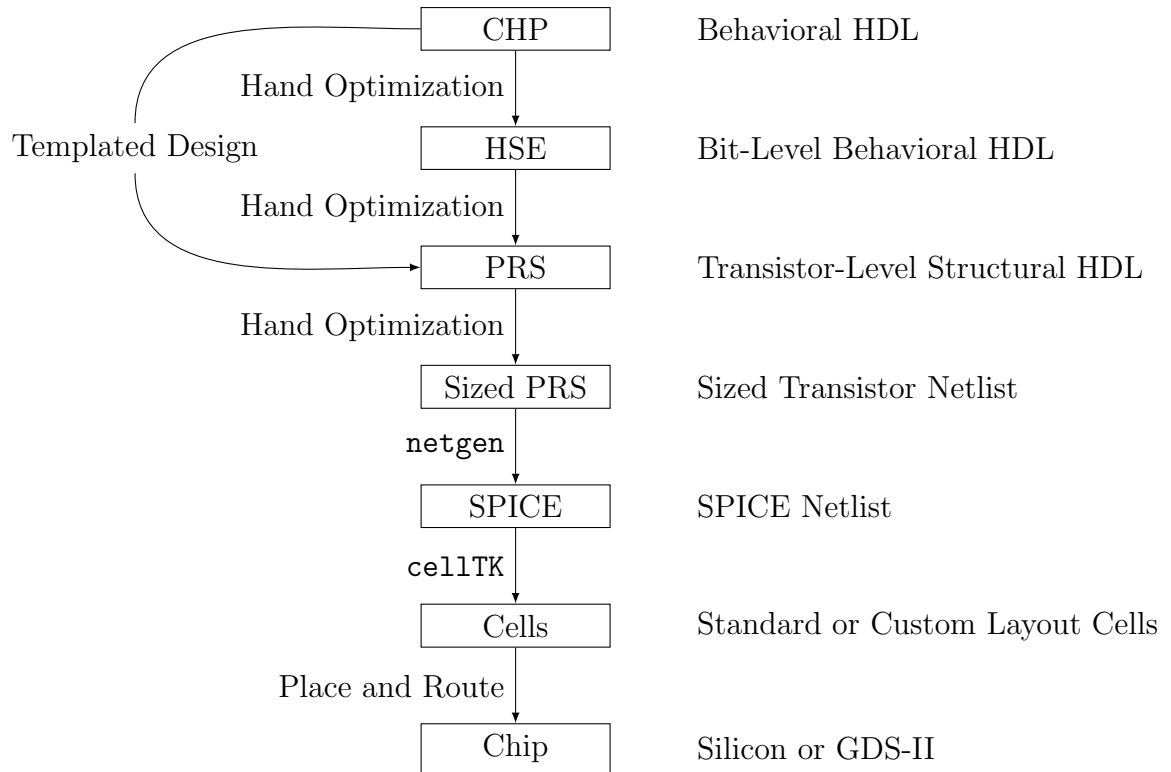 CHP
Behavioral HDL
Hand Optimization
Templated Design
HSE
Bit-Level Behavioral HDL
Hand Optimization
PRS
Transistor-Level Structural HDL
Hand Optimization
Sized PRS
Sized Transistor Netlist
netgen
SPICE
SPICE Netlist
cellTK
Cells
Standard or Custom Layout Cells
Place and Route
Chip
Silicon or GDS-II